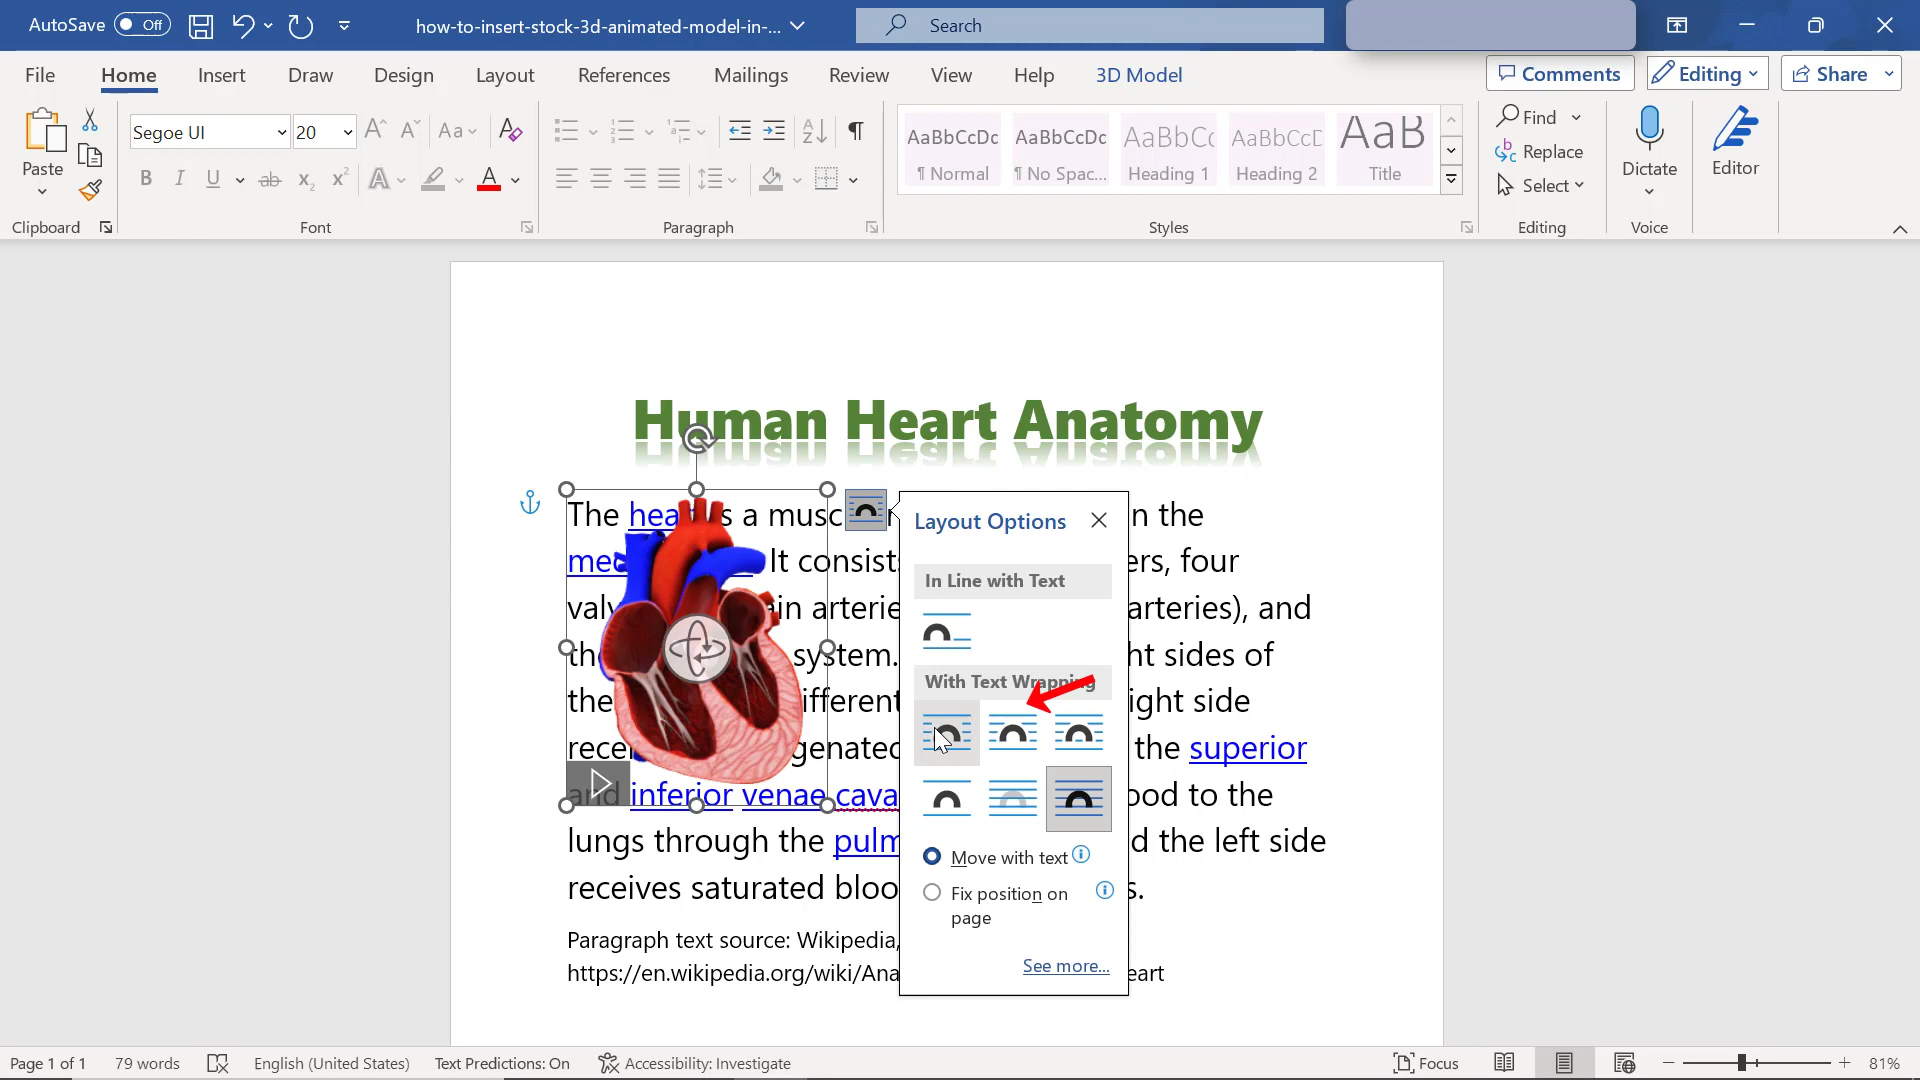 AutoSave Off how-to-insert-stock-3d-animated-model-in-... Search
File Home Insert Draw Design Layout References Mailings Review View Help 3D Model Comments Editing Share
Paste
Clipboard
Segoe UI 20
Font
Paragraph
AaBbCcDc AaBbCcDc AaBbC AaBbCcD AaB
¶ Normal ¶ No Spac... Heading 1 Heading 2 Title
Styles
Find
Replace
Select
Editing
Dictate
Voice
Editor
Human Heart Anatomy
The hea s a musc n the
med It consists ers, four
valv in arterie arteries), and
the system. ht sides of
the ifferent ight side
recei genated the superior
and inferior venae cava ood to the
lungs through the pulm d the left side
receives saturated bloo s.
Paragraph text source: Wikipedia,
https://en.wikipedia.org/wiki/Ana eart
Layout Options
In Line with Text
With Text Wrapping
Move with text
Fix position on
page
See more...
Page 1 of 1 79 words English (United States) Text Predictions: On Accessibility: Investigate Focus 81%